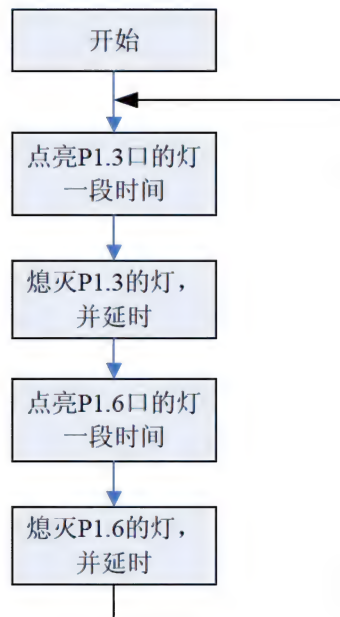 开始
点亮P1.3口的灯
一段时间
熄灭P1.3的灯，
并延时
点亮P1.6口的灯
一段时间
熄灭P1.6的灯，
并延时